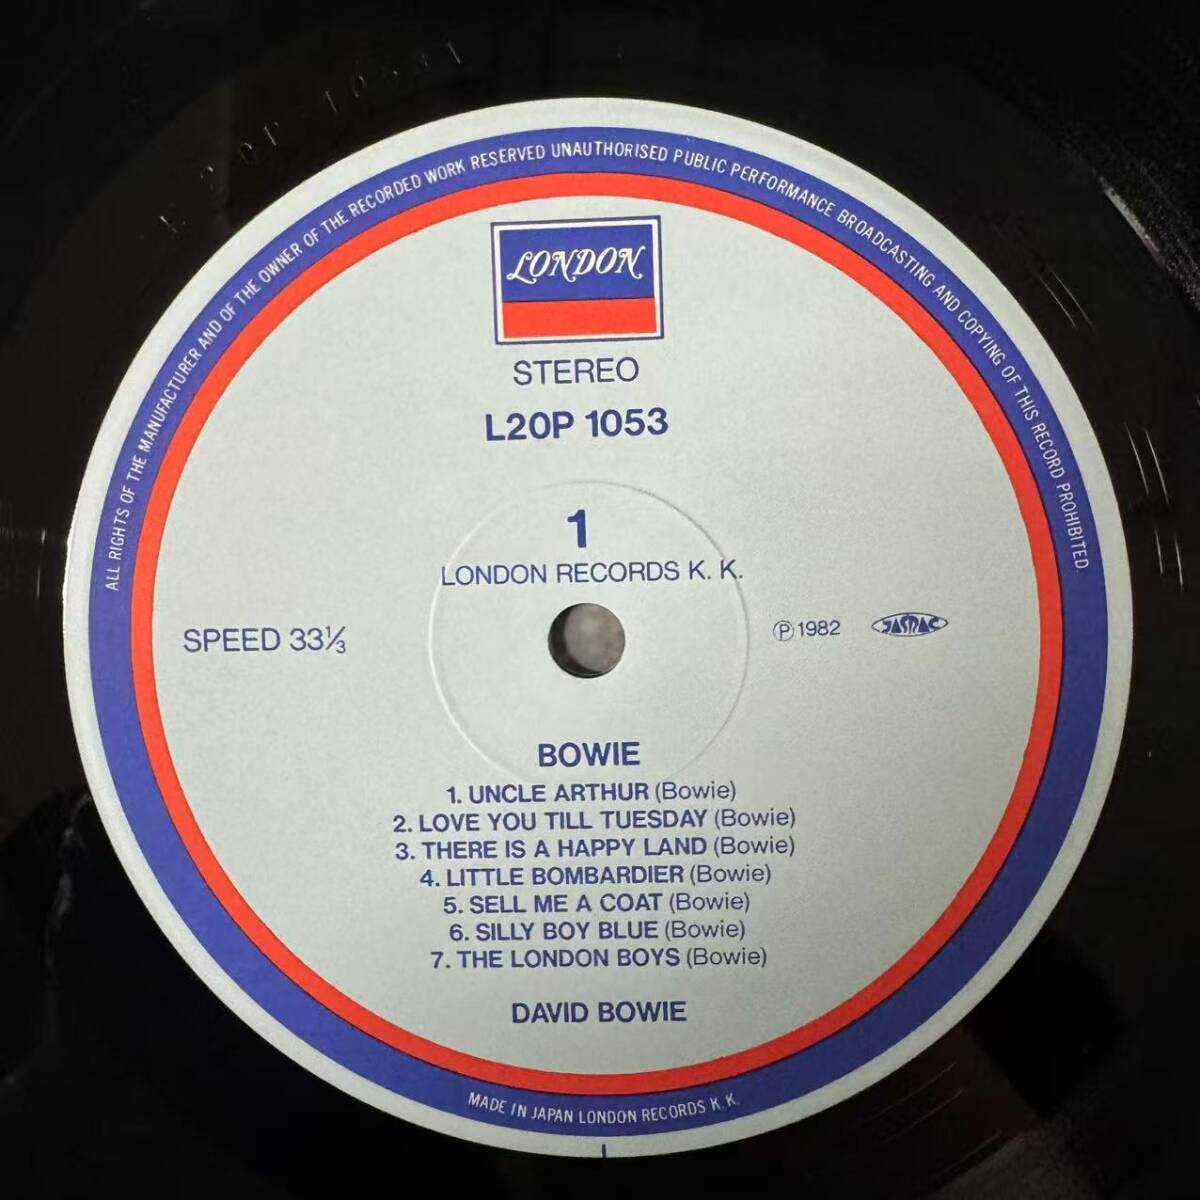 ALL RIGHTS OF THE MANUFACTURER AND OF THE OWNER OF THE RECORDED WORK RESERVED UNAUTHORISED PUBLIC PERFORMANCE BROADCASTING AND COPYING OF THIS RECORD PROHIBITED.
LONDON
STEREO
L20P 1053
1
LONDON RECORDS K. K.
SPEED 33⅓
Ⓟ 1982
JASRAC
BOWIE
1. UNCLE ARTHUR (Bowie)
2. LOVE YOU TILL TUESDAY (Bowie)
3. THERE IS A HAPPY LAND (Bowie)
4. LITTLE BOMBARDIER (Bowie)
5. SELL ME A COAT (Bowie)
6. SILLY BOY BLUE (Bowie)
7. THE LONDON BOYS (Bowie)
DAVID BOWIE
MADE IN JAPAN LONDON RECORDS K. K.